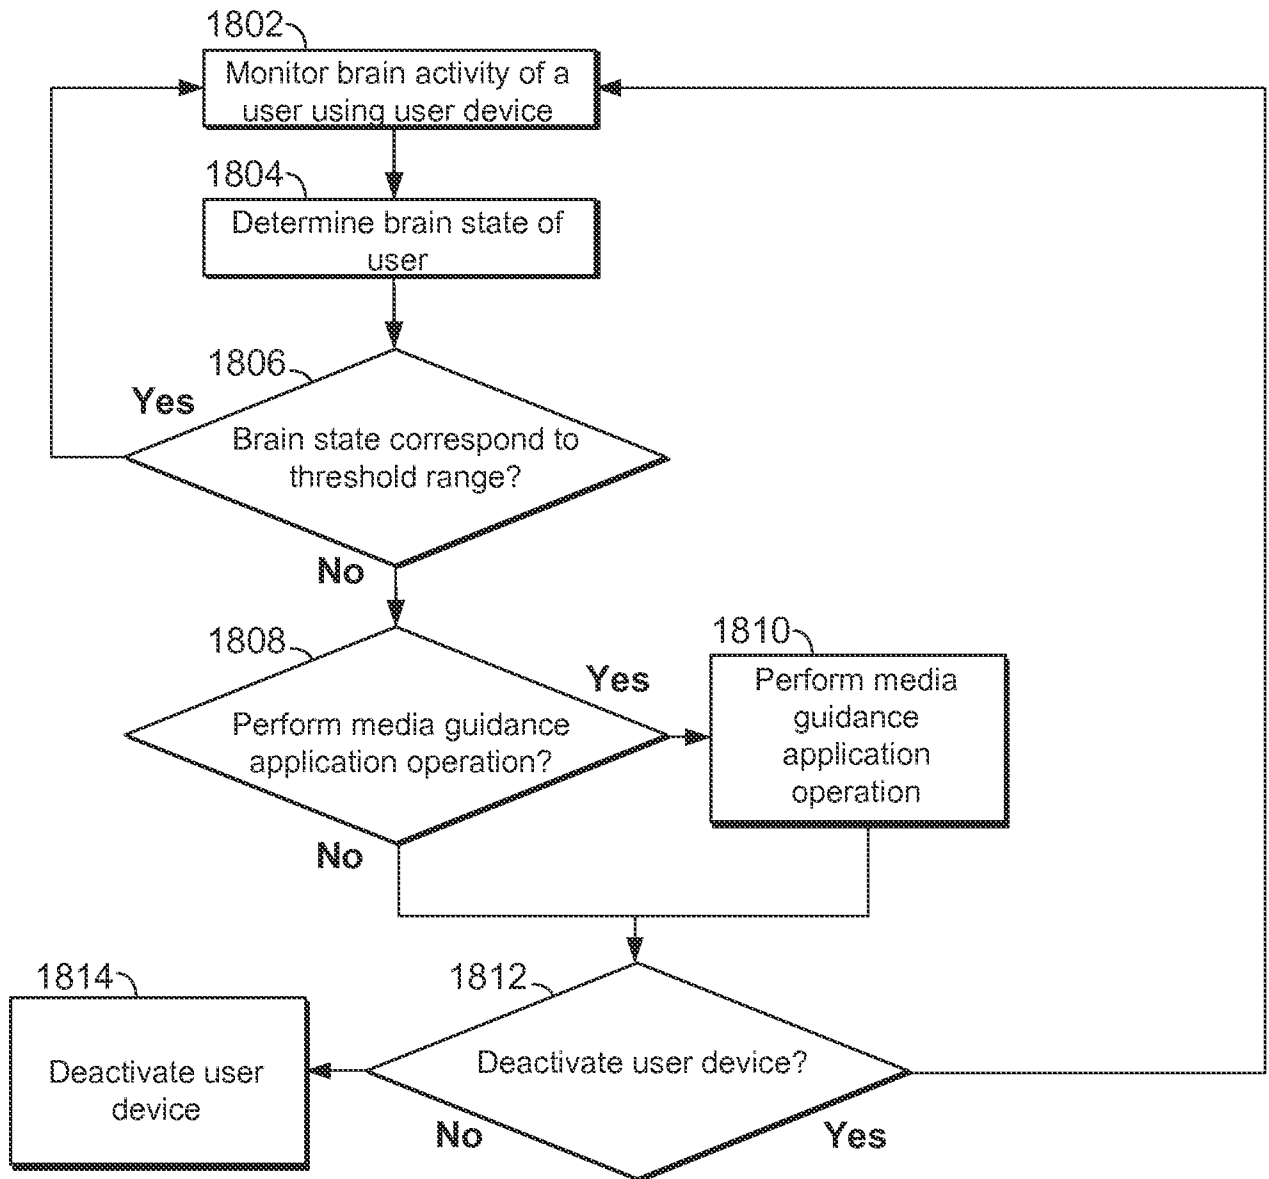 1802
Monitor brain activity of a
user using user device
1804
Determine brain state of
user
1806
Yes
Brain state correspond to
threshold range?
No
1808
Yes
Perform media guidance
application operation?
No
1810
Perform media
guidance
application
operation
1812
Deactivate user device?
No
Yes
1814
Deactivate user
device